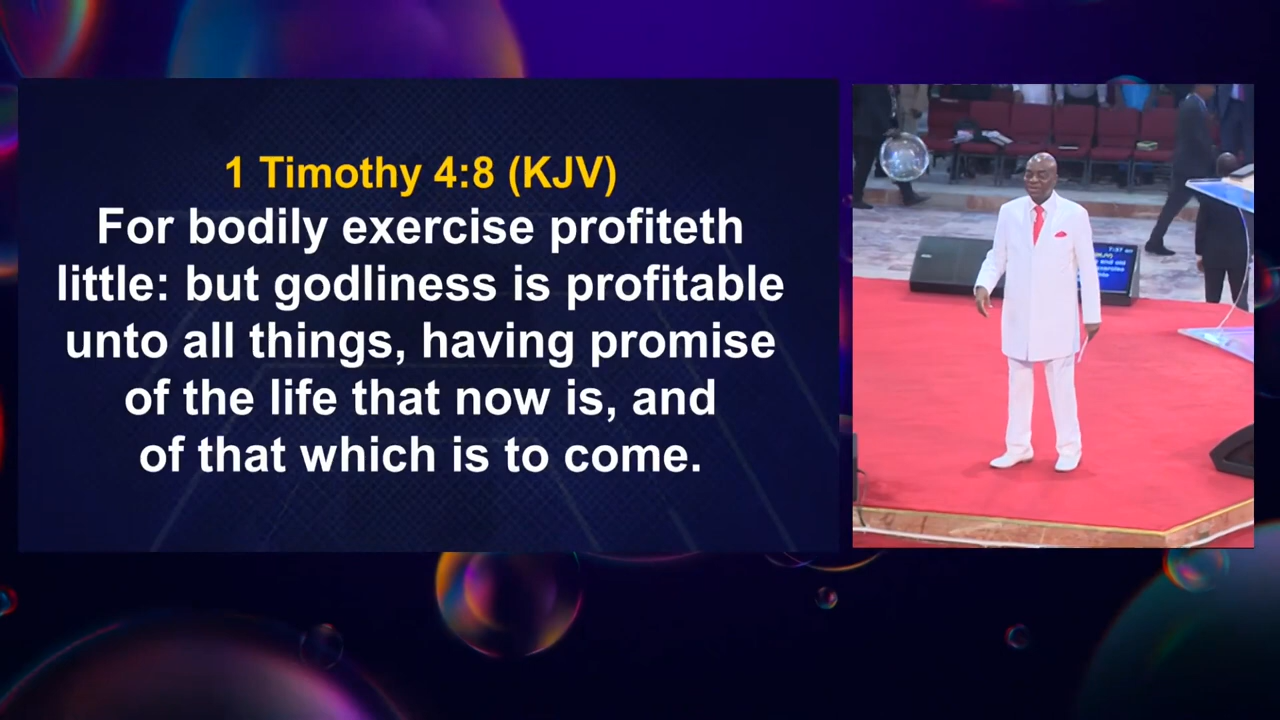 1 Timothy 4:8 (KJV)
For bodily exercise profiteth
little: but godliness is profitable
unto all things, having promise
of the life that now is, and
of that which is to come.